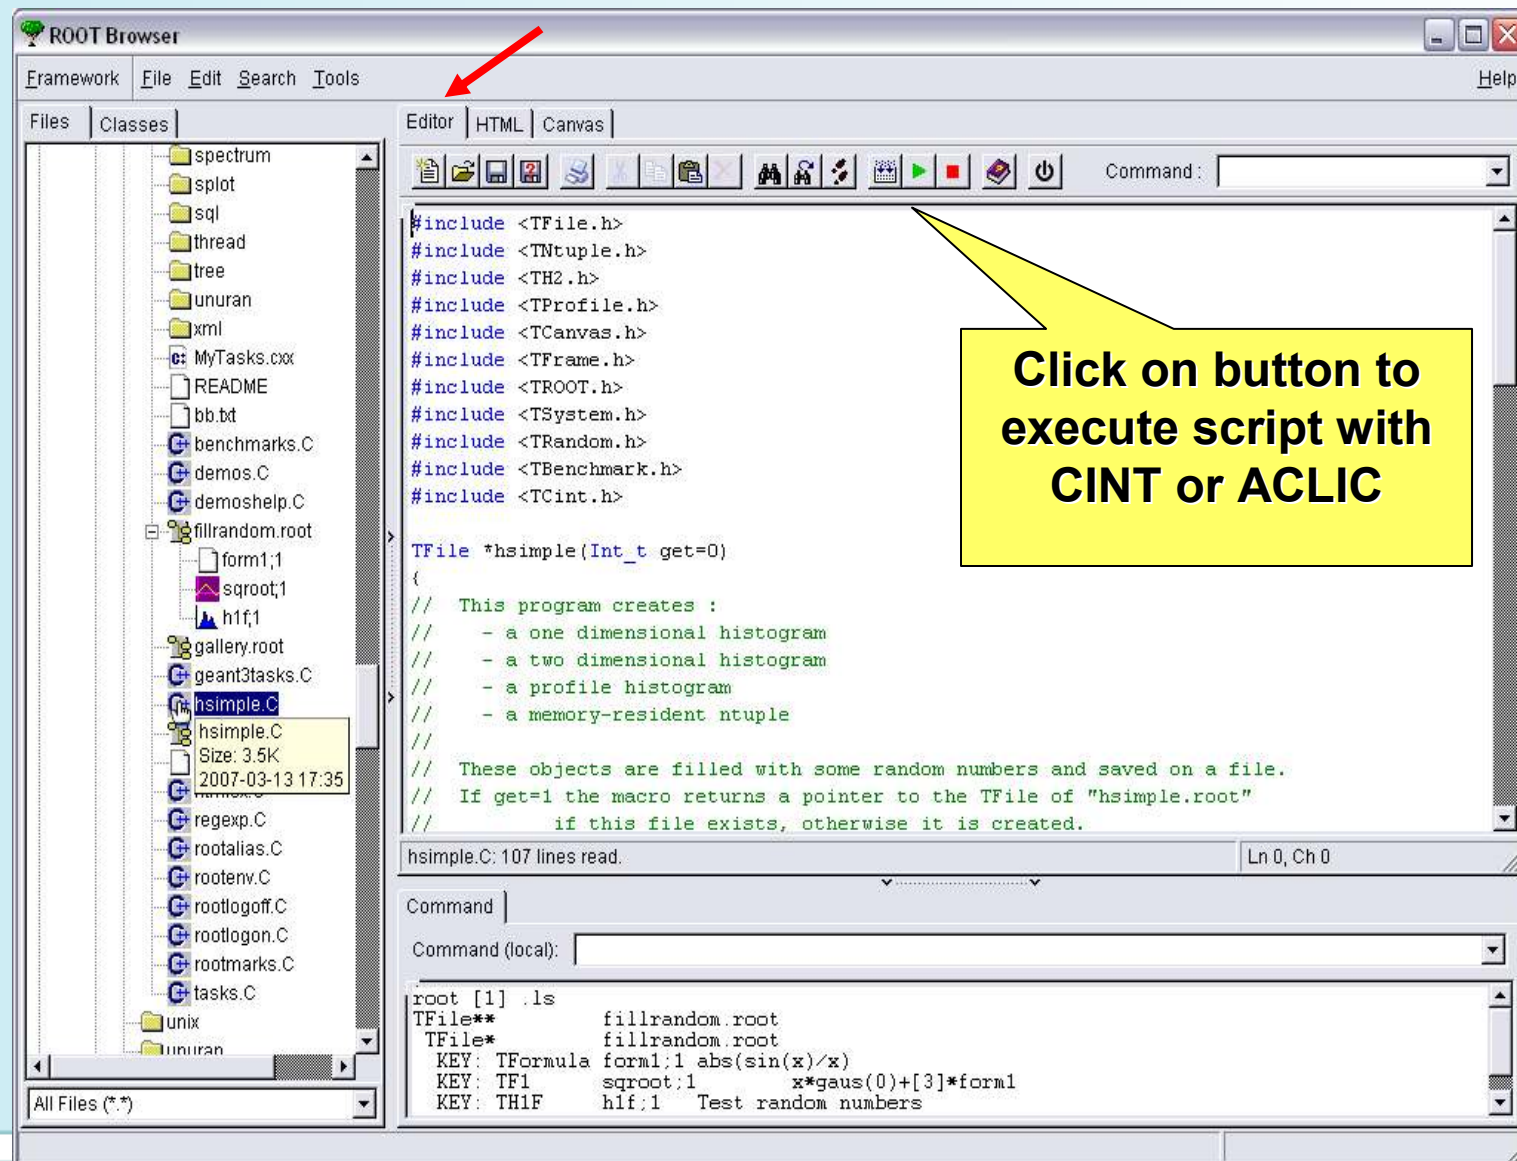 ROOT Browser
Framework File Edit Search Tools Help
Files Classes
spectrum
splot
sql
thread
tree
unuran
xml
MyTasks.cxx
README
bb.txt
benchmarks.C
demos.C
demoshelp.C
fillrandom.root
form1;1
sqroot;1
h1f;1
gallery.root
geant3tasks.C
hsimple.C
hsimple.C
Size: 3.5K
2007-03-13 17:35
regexp.C
rootalias.C
rootenv.C
rootlogoff.C
rootlogon.C
rootmarks.C
tasks.C
unix
unuran
All Files (*.*)
Editor HTML Canvas
Command :
#include <TFile.h>
#include <TNtuple.h>
#include <TH2.h>
#include <TProfile.h>
#include <TCanvas.h>
#include <TFrame.h>
#include <TROOT.h>
#include <TSystem.h>
#include <TRandom.h>
#include <TBenchmark.h>
#include <TCint.h>
TFile *hsimple(Int_t get=0)
{
// This program creates :
// - a one dimensional histogram
// - a two dimensional histogram
// - a profile histogram
// - a memory-resident ntuple
//
// These objects are filled with some random numbers and saved on a file.
// If get=1 the macro returns a pointer to the TFile of "hsimple.root"
// if this file exists, otherwise it is created.
Click on button to
execute script with
CINT or ACLIC
hsimple.C: 107 lines read.
Ln 0, Ch 0
Command
Command (local):
root [1] .ls
TFile** fillrandom.root
TFile* fillrandom.root
KEY: TFormula form1;1 abs(sin(x)/x)
KEY: TF1 sqroot;1 x*gaus(0)+[3]*form1
KEY: TH1F h1f;1 Test random numbers